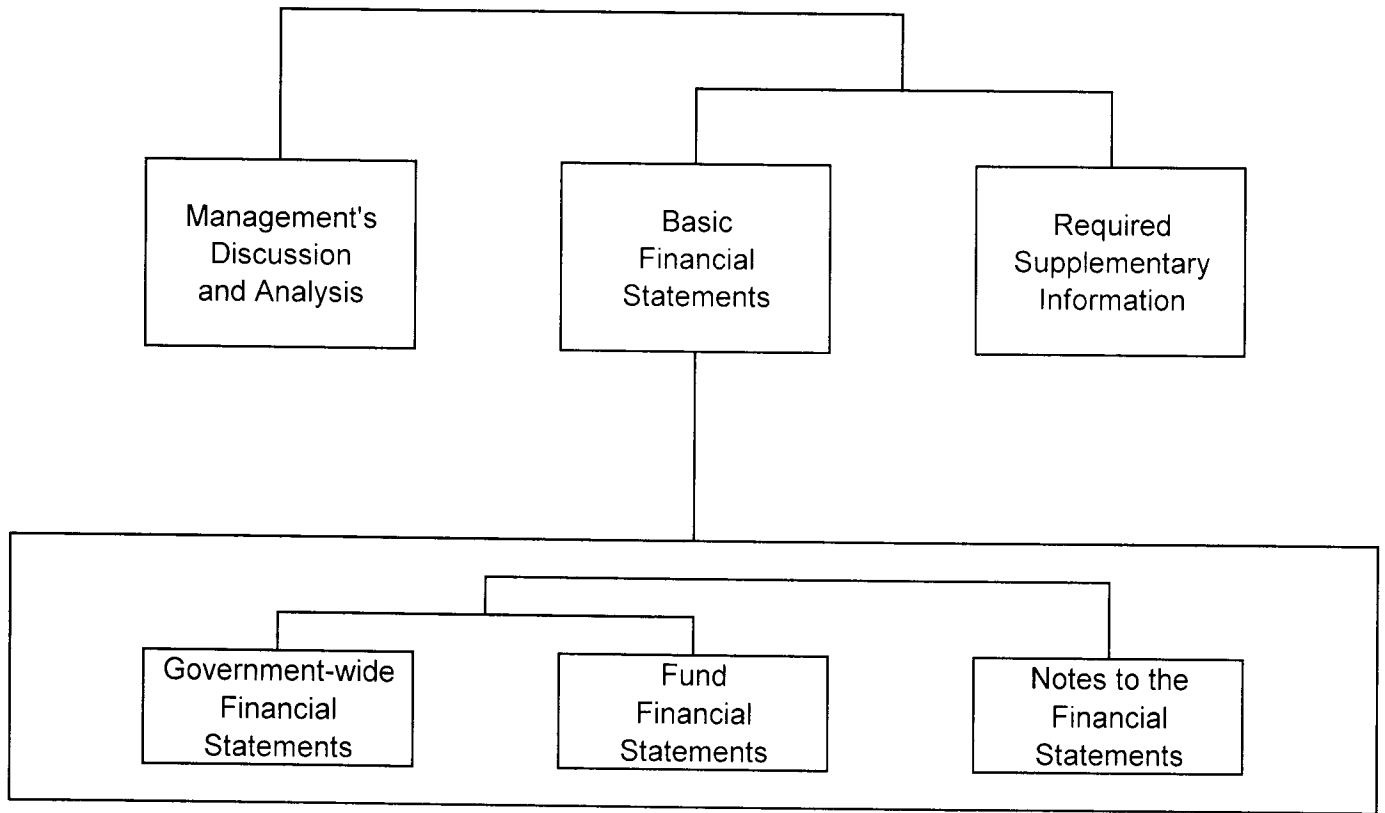 Management's
Discussion
and Analysis
Basic
Financial
Statements
Required
Supplementary
Information
Government-wide
Financial
Statements
Fund
Financial
Statements
Notes to the
Financial
Statements